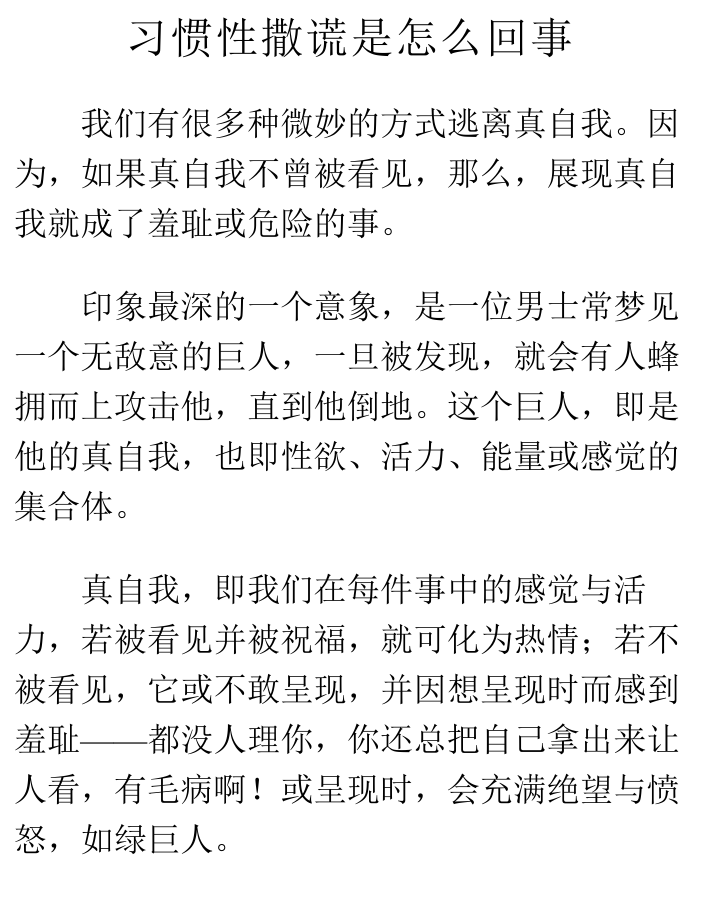 习惯性撒谎是怎么回事
我们有很多种微妙的方式逃离真自我。因
为，如果真自我不曾被看见，那么，展现真自
我就成了羞耻或危险的事。
印象最深的一个意象，是一位男士常梦见
一个无敌意的巨人，一旦被发现，就会有人蜂
拥而上攻击他，直到他倒地。这个巨人，即是
他的真自我，也即性欲、活力、能量或感觉的
集合体。
真自我，即我们在每件事中的感觉与活
力，若被看见并被祝福，就可化为热情；若不
被看见，它或不敢呈现，并因想呈现时而感到
羞耻——都没人理你，你还总把自己拿出来让
人看，有毛病啊！或呈现时，会充满绝望与愤
怒，如绿巨人。